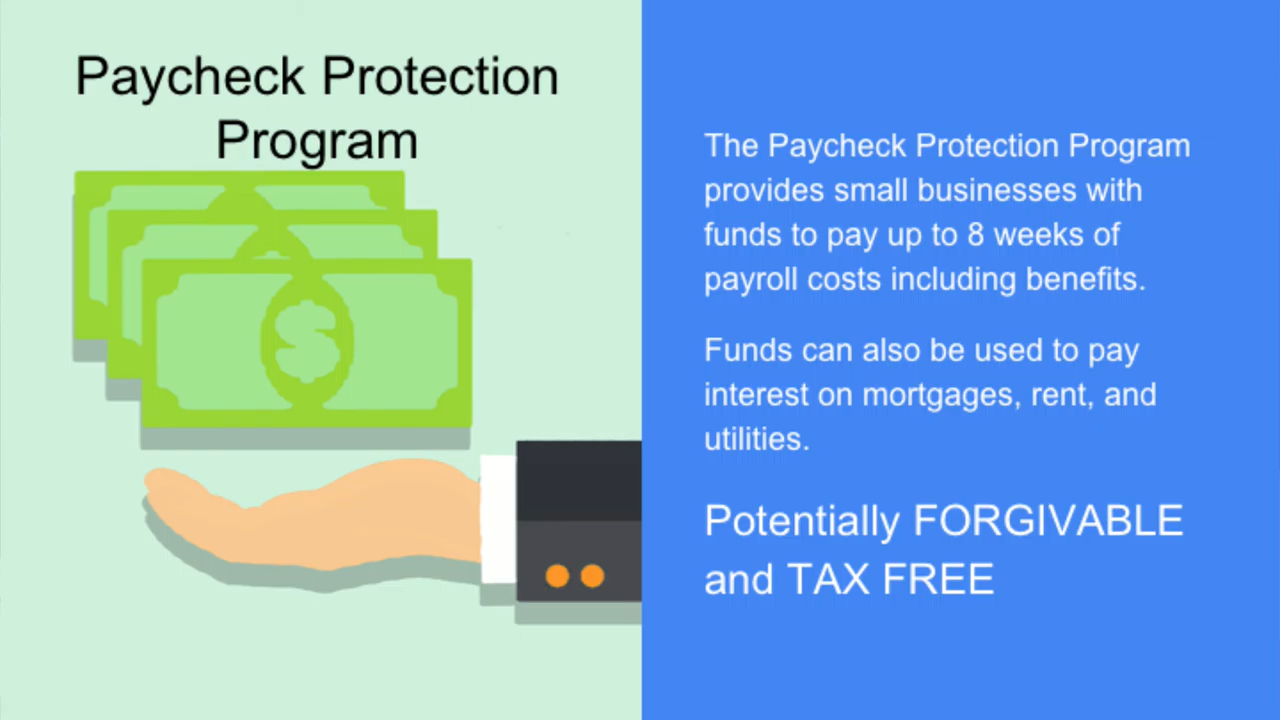 Paycheck Protection
Program
The Paycheck Protection Program
provides small businesses with
funds to pay up to 8 weeks of
payroll costs including benefits.
Funds can also be used to pay
interest on mortgages, rent, and
utilities.
Potentially FORGIVABLE
and TAX FREE